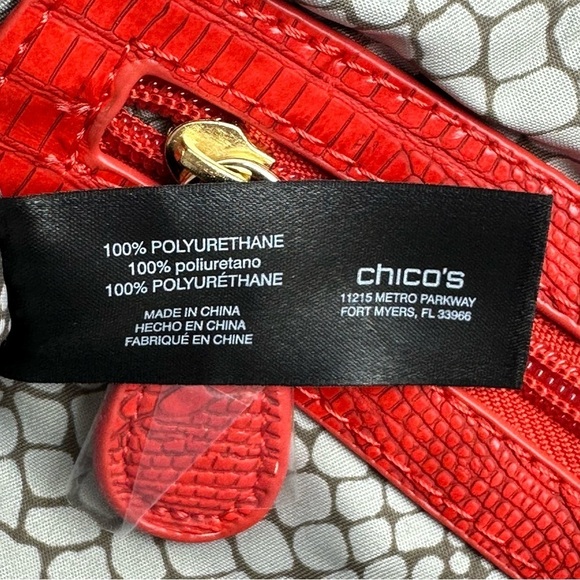 100% POLYURETHANE
100% poliuretano
100% POLYURÉTHANE
MADE IN CHINA
HECHO EN CHINA
FABRIQUÉ EN CHINE
chico's
11215 METRO PARKWAY
FORT MYERS, FL 33966